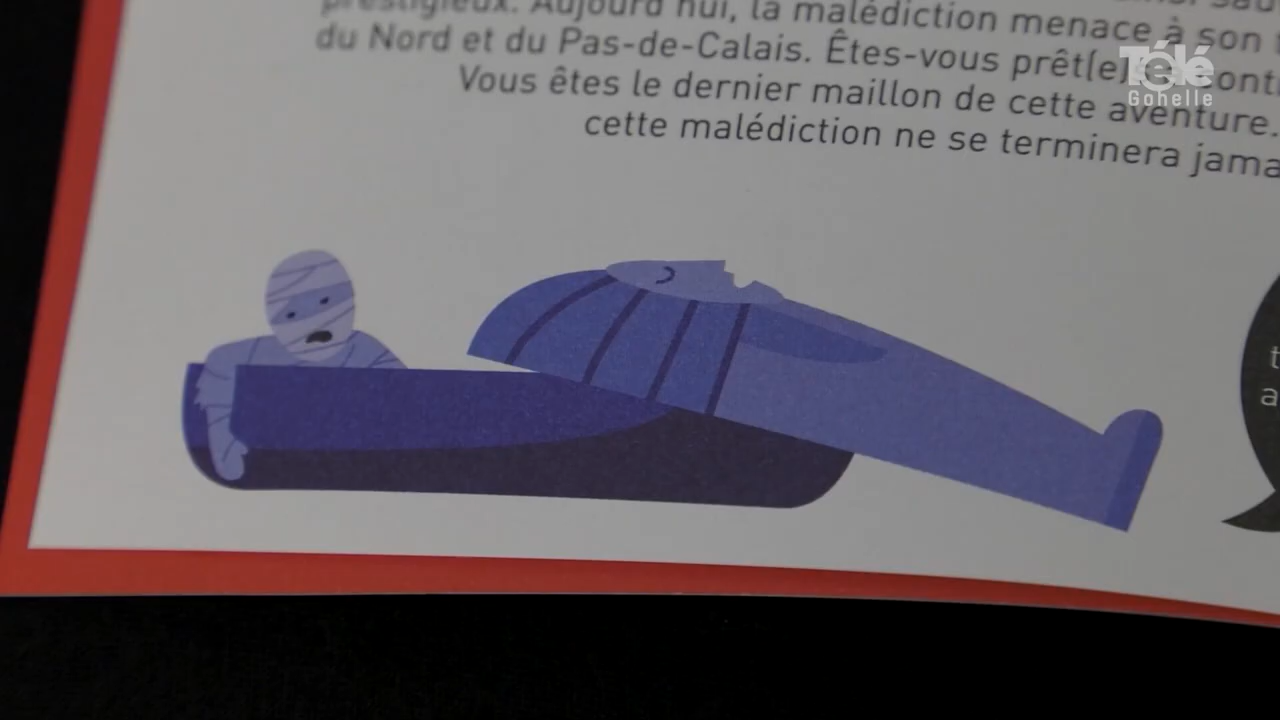 prestigieux. Aujourd'hui, la malédiction menace à son
du Nord et du Pas-de-Calais. Êtes-vous prêt(e)s à
Vous êtes le dernier maillon de cette aventure.
cette malédiction ne se terminera
Télé
Gohelle